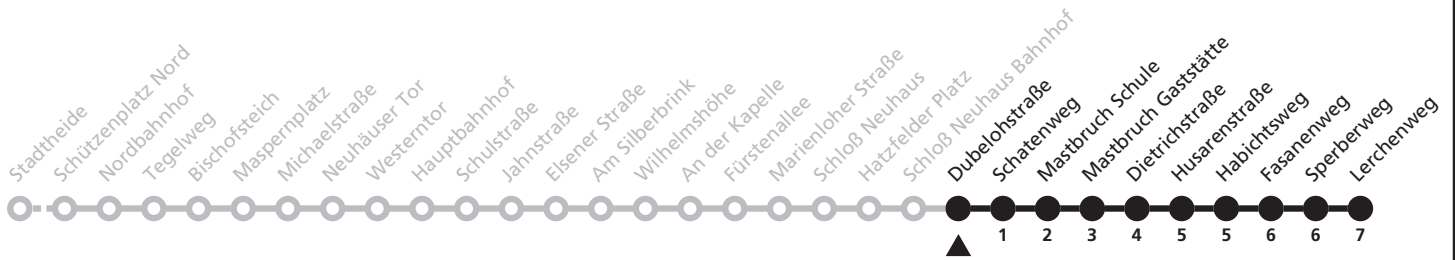 Stadtheide
Schützenplatz Nord
Nordbahnhof
Tegelweg
Bischofsteich
Maspernplatz
Michaelstraße
Neuhäuser Tor
Westerntor
Hauptbahnhof
Schulstraße
Jahnstraße
Elsener Straße
Am Silberbrink
Wilhelmshöhe
An der Kapelle
Fürstenallee
Marienloher Straße
Schloß Neuhaus
Hatzfelder Platz
Schloß Neuhaus Bahnhof
Dubelohstraße
Schatenweg
Mastbruch Schule
Mastbruch Gaststätte
Dietrichstraße
Husarenstraße
Habichtsweg
Fasanenweg
Sperberweg
Lerchenweg
1 2 3 4 5 5 6 6 7